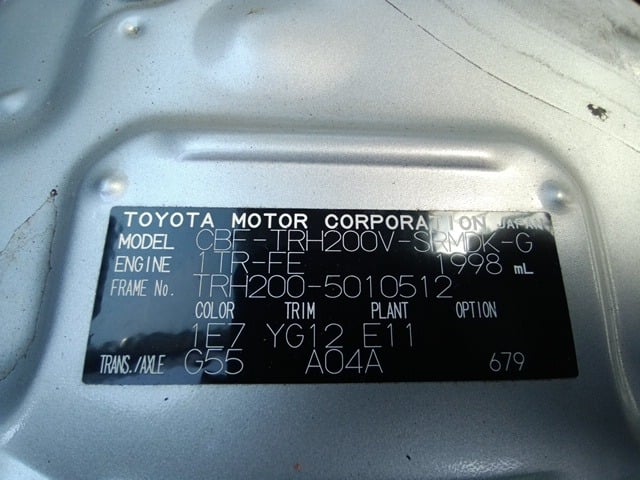 TOYOTA MOTOR CORPORATION JAPAN
MODEL CBF-TRH200V-SRMDK-G
ENGINE 1TR-FE 1998 mL
FRAME No. TRH200-5010512
COLOR TRIM PLANT OPTION
1E7 YG12 E11
TRANS./AXLE G55 A04A 679